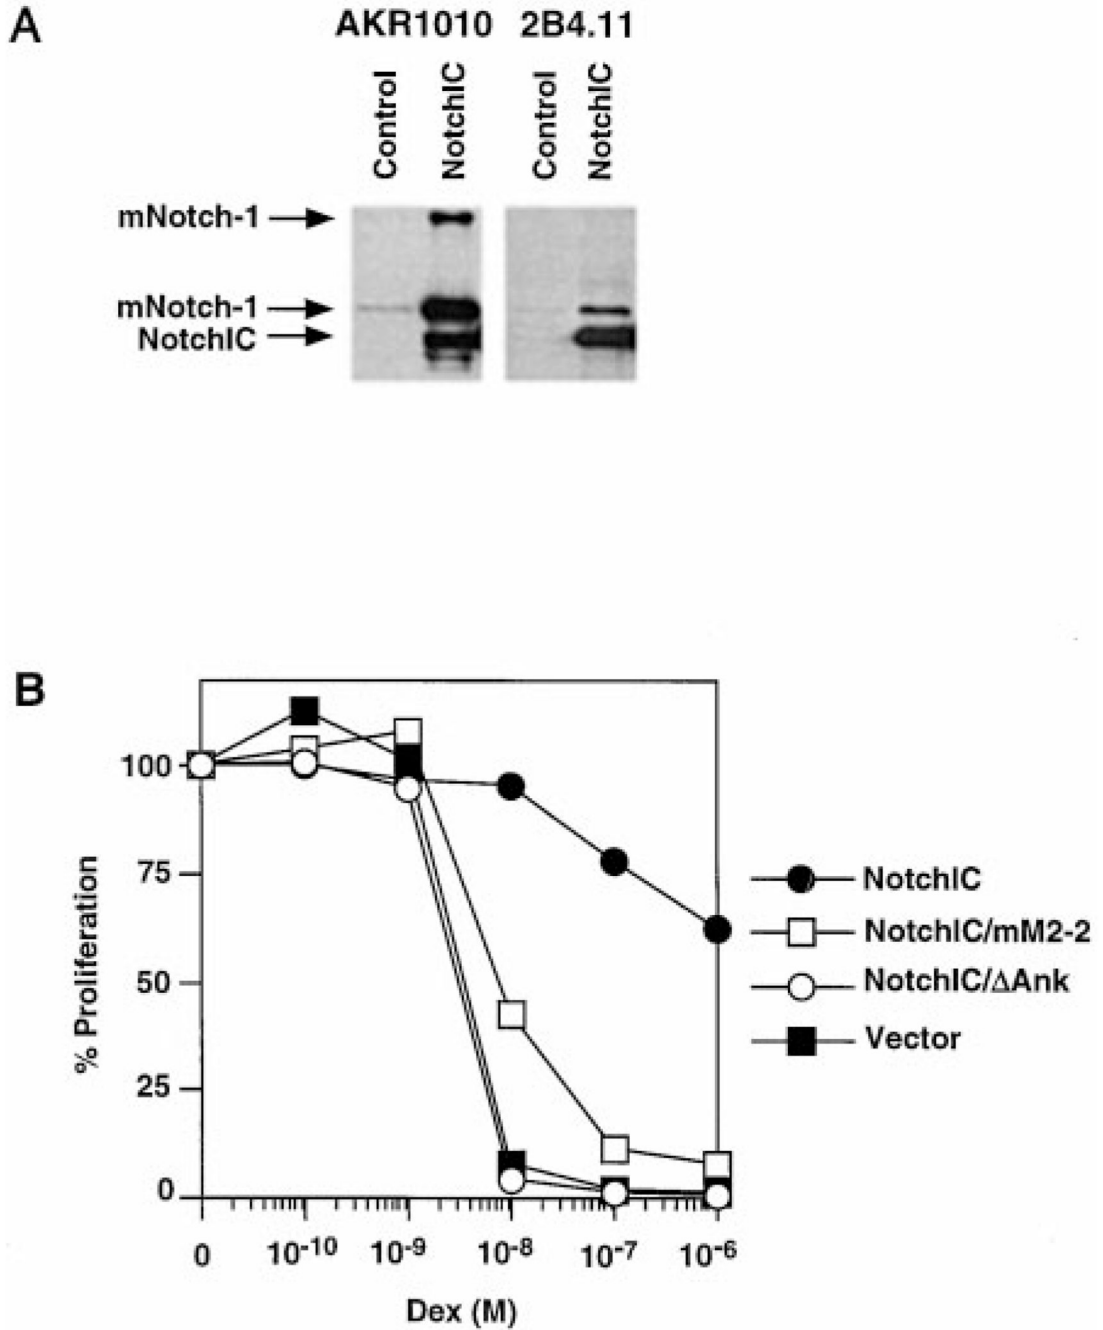 A
AKR1010 2B4.11
Control
NotchIC
Control
NotchIC
mNotch-1
mNotch-1
NotchIC
B
% Proliferation
100
75
50
25
0
0 10-10 10-9 10-8 10-7 10-6
Dex (M)
NotchIC
NotchIC/mM2-2
NotchIC/ΔAnk
Vector